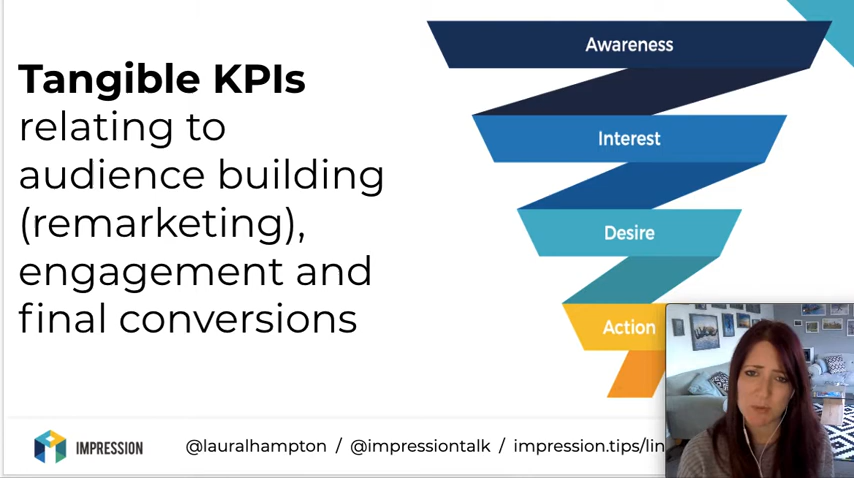 Tangible KPIs
relating to
audience building
(remarketing),
engagement and
final conversions
Awareness
Interest
Desire
Action
IMPRESSION
@lauralhampton / @impressiontalk / impression.tips/lin